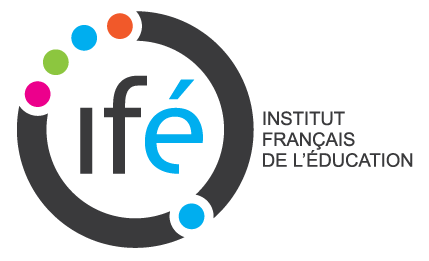 ifé
INSTITUT
FRANÇAIS
DE L'ÉDUCATION